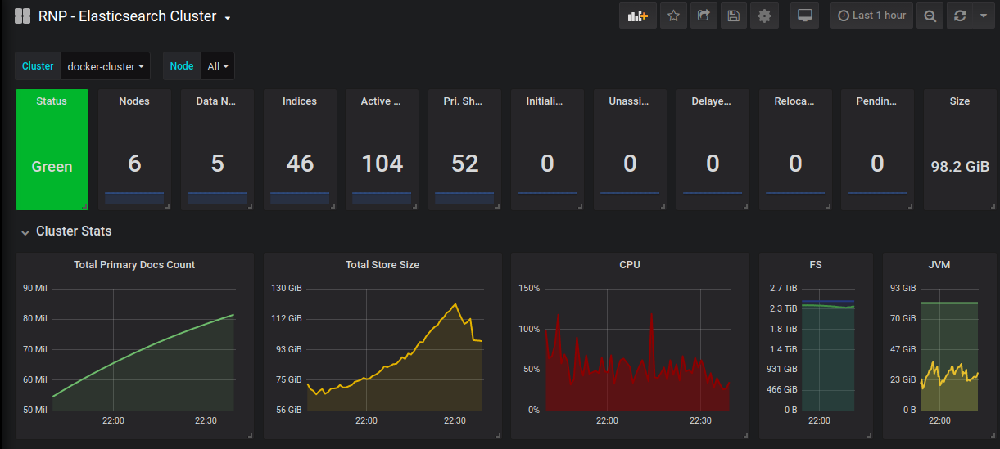 RNP - Elasticsearch Cluster
Last 1 hour
Cluster docker-cluster Node All
Status Nodes Data N... Indices Active ... Pri. Sh... Initiali... Unassi... Delaye... Reloca... Pendin... Size
Green 6 5 46 104 52 0 0 0 0 0 98.2 GiB
Cluster Stats
Total Primary Docs Count
90 Mil
80 Mil
70 Mil
60 Mil
50 Mil
22:00 22:30
Total Store Size
130 GiB
112 GiB
93 GiB
75 GiB
56 GiB
22:00 22:30
CPU
150%
100%
50%
0%
22:00 22:30
FS
2.7 TiB
2.3 TiB
1.8 TiB
1.4 TiB
931 GiB
466 GiB
0 B
22:00
JVM
93 GiB
70 GiB
47 GiB
23 GiB
0 B
22:00